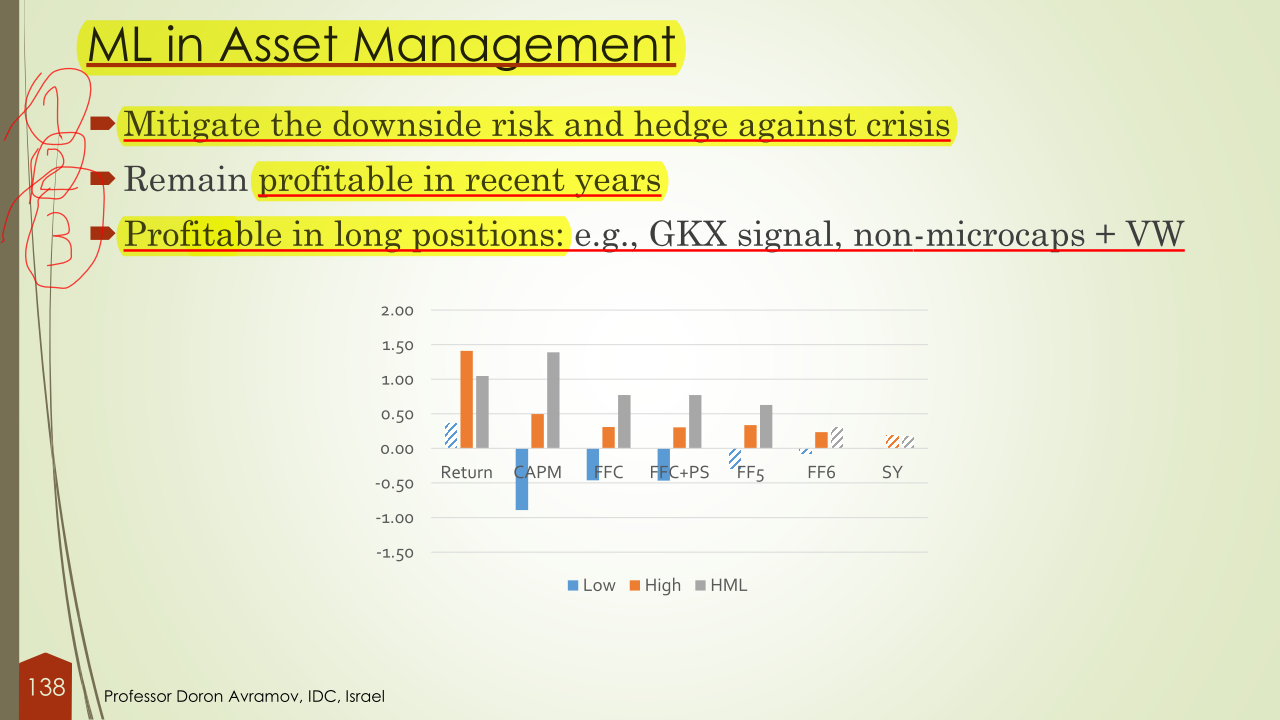 ML in Asset Management
1
Mitigate the downside risk and hedge against crisis
2
Remain profitable in recent years
3
Profitable in long positions: e.g., GKX signal, non-microcaps + VW
2.00
1.50
1.00
0.50
0.00
Return CAPM FFC FFC+PS FF5 FF6 SY
-0.50
-1.00
-1.50
Low High HML
138
Professor Doron Avramov, IDC, Israel